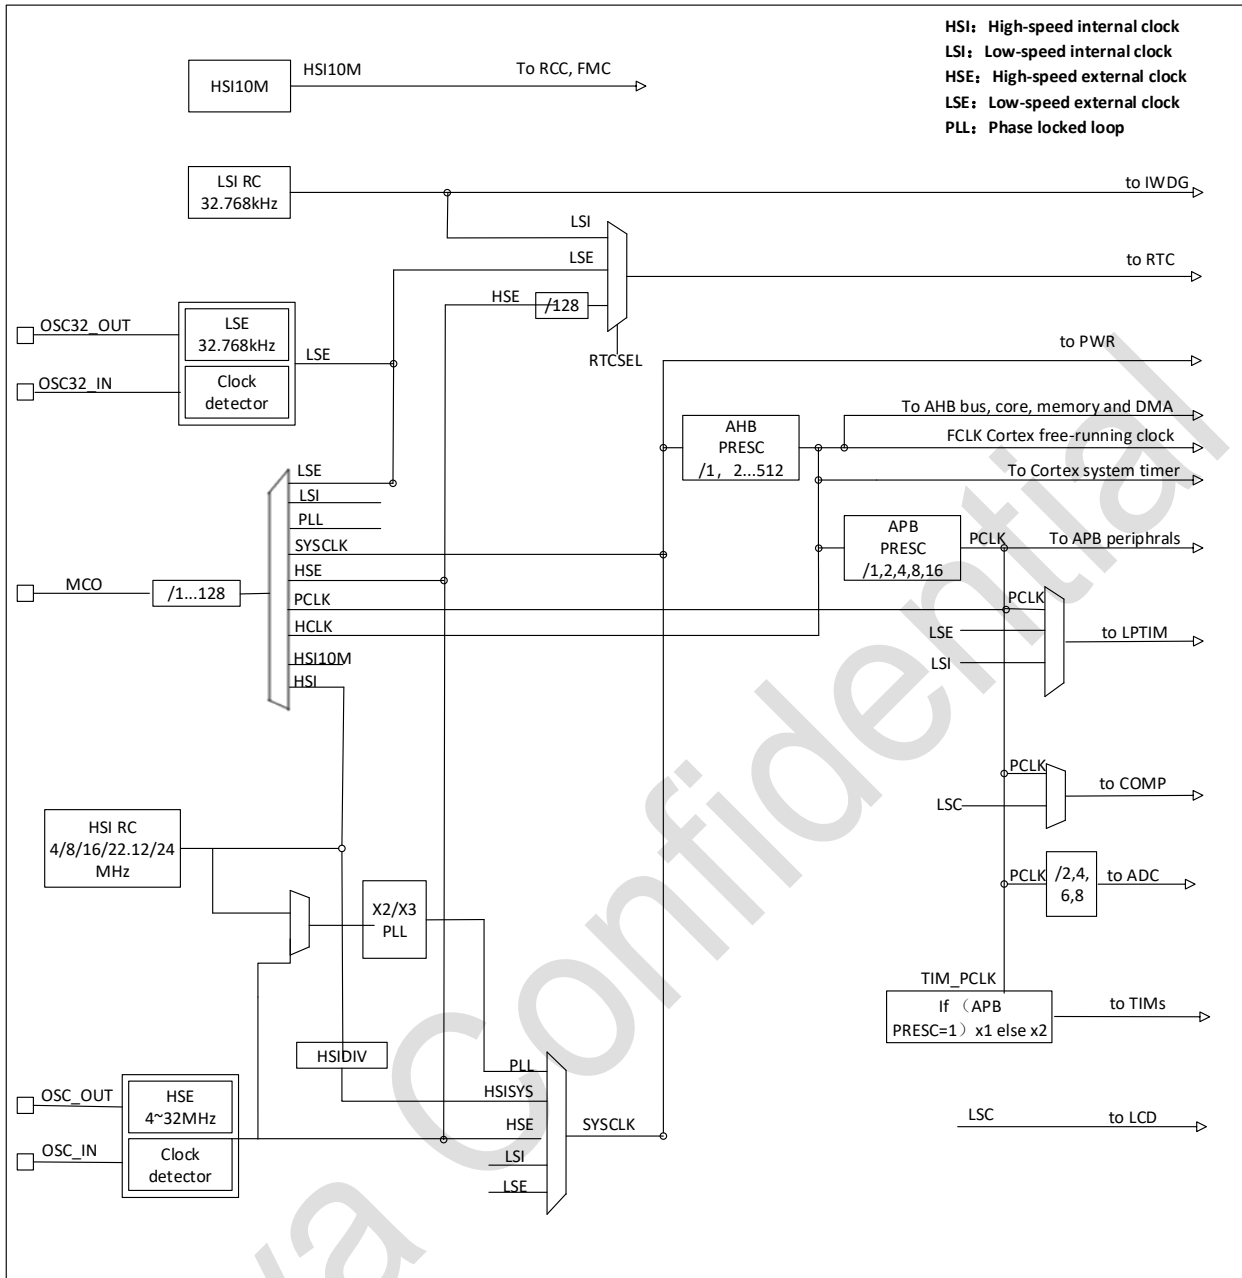 HSI：High-speed internal clock
LSI：Low-speed internal clock
HSE：High-speed external clock
LSE：Low-speed external clock
PLL：Phase locked loop
HSI10M
HSI10M
To RCC, FMC
LSI RC
32.768kHz
to IWDG
LSI
LSE
to RTC
HSE
/128
RTCSEL
OSC32_OUT
LSE
32.768kHz
LSE
OSC32_IN
Clock
detector
to PWR
To AHB bus, core, memory and DMA
AHB
PRESC
/1，2...512
FCLK Cortex free-running clock
To Cortex system timer
LSE
LSI
PLL
SYSCLK
HSE
PCLK
HCLK
HSI10M
HSI
MCO
/1...128
APB
PRESC
/1,2,4,8,16
PCLK
To APB periphrals
PCLK
LSE
LSI
to LPTIM
PCLK
LSC
to COMP
HSI RC
4/8/16/22.12/24
MHz
X2/X3
PLL
PCLK
/2,4,
6,8
to ADC
TIM_PCLK
If （APB
PRESC=1）x1 else x2
to TIMs
HSIDIV
PLL
HSISYS
HSE
LSI
LSE
SYSCLK
OSC_OUT
HSE
4~32MHz
OSC_IN
Clock
detector
LSC
to LCD
va Confidential